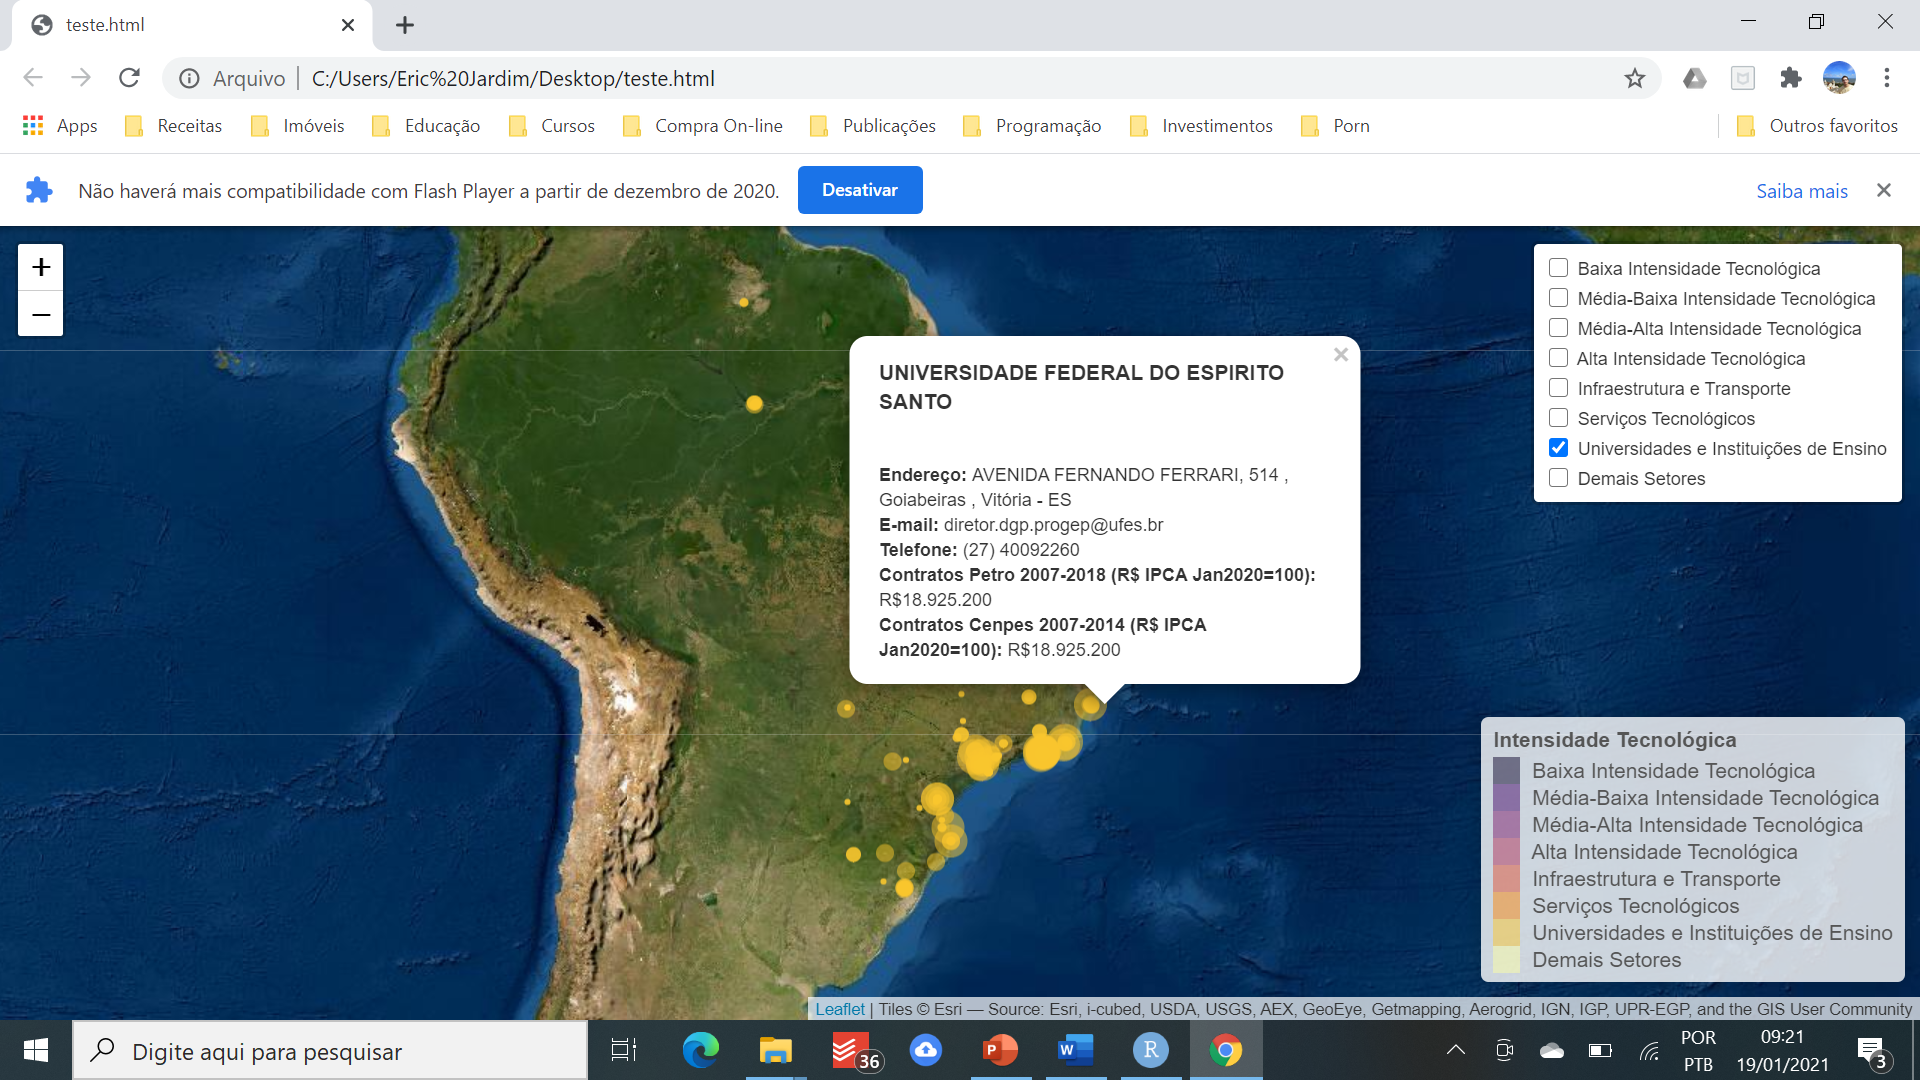 teste.html
Arquivo
C:/Users/Eric%20Jardim/Desktop/teste.html
Apps
Receitas
Imóveis
Educação
Cursos
Compra On-line
Publicações
Programação
Investimentos
Porn
Outros favoritos
Não haverá mais compatibilidade com Flash Player a partir de dezembro de 2020.
Desativar
Saiba mais
+
−
Baixa Intensidade Tecnológica
Média-Baixa Intensidade Tecnológica
Média-Alta Intensidade Tecnológica
Alta Intensidade Tecnológica
Infraestrutura e Transporte
Serviços Tecnológicos
Universidades e Instituições de Ensino
Demais Setores
UNIVERSIDADE FEDERAL DO ESPIRITO
SANTO
Endereço: AVENIDA FERNANDO FERRARI, 514 ,
Goiabeiras , Vitória - ES
E-mail: diretor.dgp.progep@ufes.br
Telefone: (27) 40092260
Contratos Petro 2007-2018 (R$ IPCA Jan2020=100):
R$18.925.200
Contratos Cenpes 2007-2014 (R$ IPCA
Jan2020=100): R$18.925.200
Intensidade Tecnológica
Baixa Intensidade Tecnológica
Média-Baixa Intensidade Tecnológica
Média-Alta Intensidade Tecnológica
Alta Intensidade Tecnológica
Infraestrutura e Transporte
Serviços Tecnológicos
Universidades e Instituições de Ensino
Demais Setores
Leaflet | Tiles © Esri — Source: Esri, i-cubed, USDA, USGS, AEX, GeoEye, Getmapping, Aerogrid, IGN, IGP, UPR-EGP, and the GIS User Community
Digite aqui para pesquisar
36
P
W
R
POR
PTB
09:21
19/01/2021
3